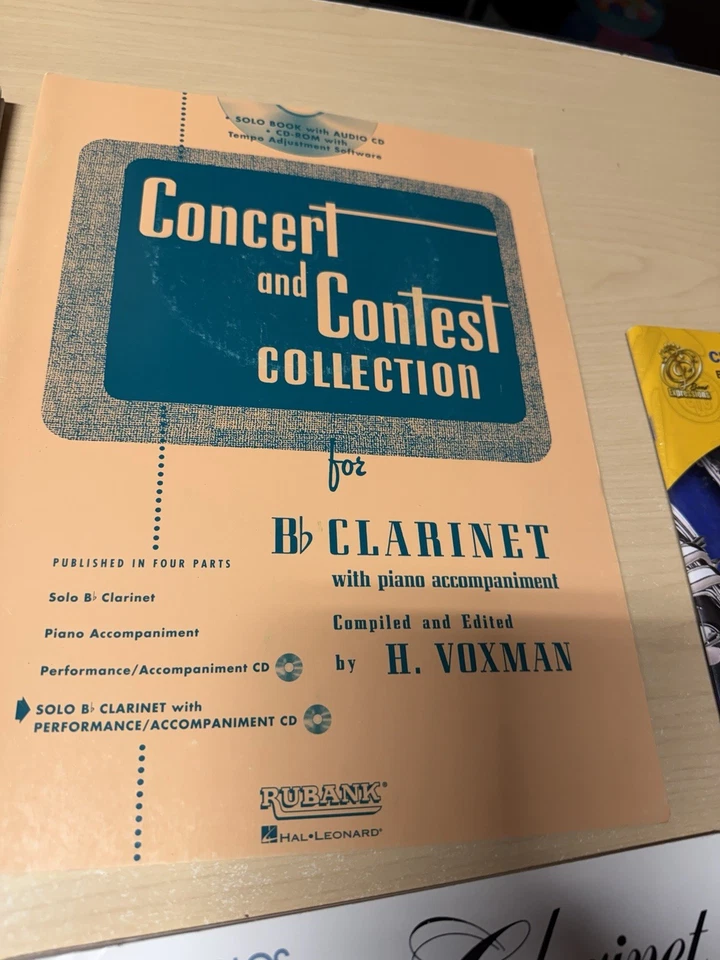 • SOLO BOOK with AUDIO CD
• CD-ROM with
Tempo Adjustment Software
Concert
and
Contest
COLLECTION
for
B♭ CLARINET
with piano accompaniment
Compiled and Edited
by H. VOXMAN
PUBLISHED IN FOUR PARTS
Solo B♭ Clarinet
Piano Accompaniment
Performance/Accompaniment CD
SOLO B♭ CLARINET with
PERFORMANCE/ACCOMPANIMENT CD
RUBANK®
HAL•LEONARD®
EXPRESSIONS
Clarinet